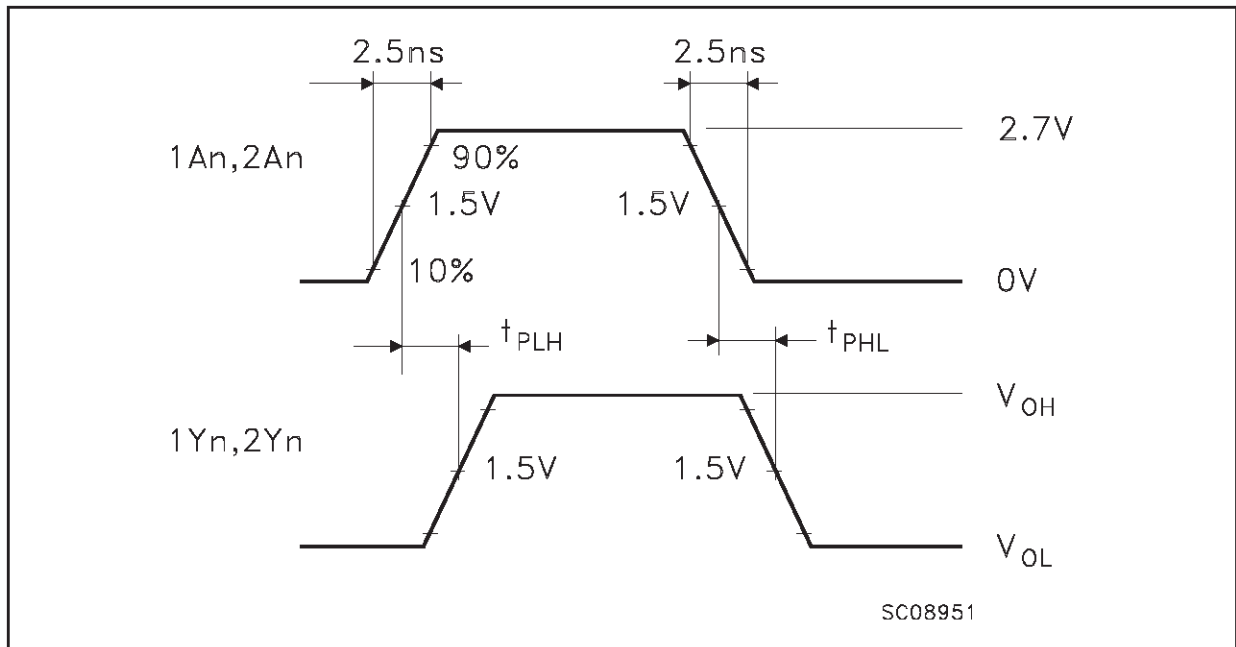 2.5ns 2.5ns
1An,2An 90% 2.7V
1.5V 1.5V
10% 0V
tPLH tPHL
1Yn,2Yn VOH
1.5V 1.5V
VOL
SC08951